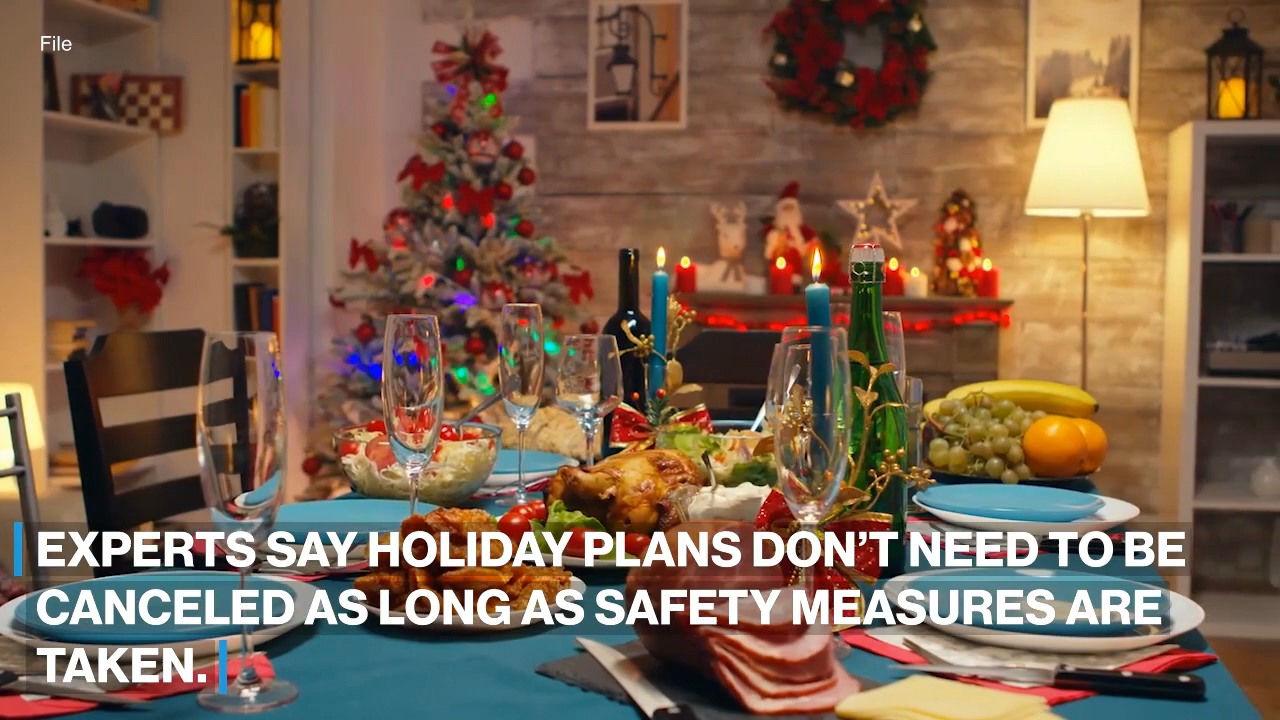 File
EXPERTS SAY HOLIDAY PLANS DON’T NEED TO BE
CANCELED AS LONG AS SAFETY MEASURES ARE
TAKEN.